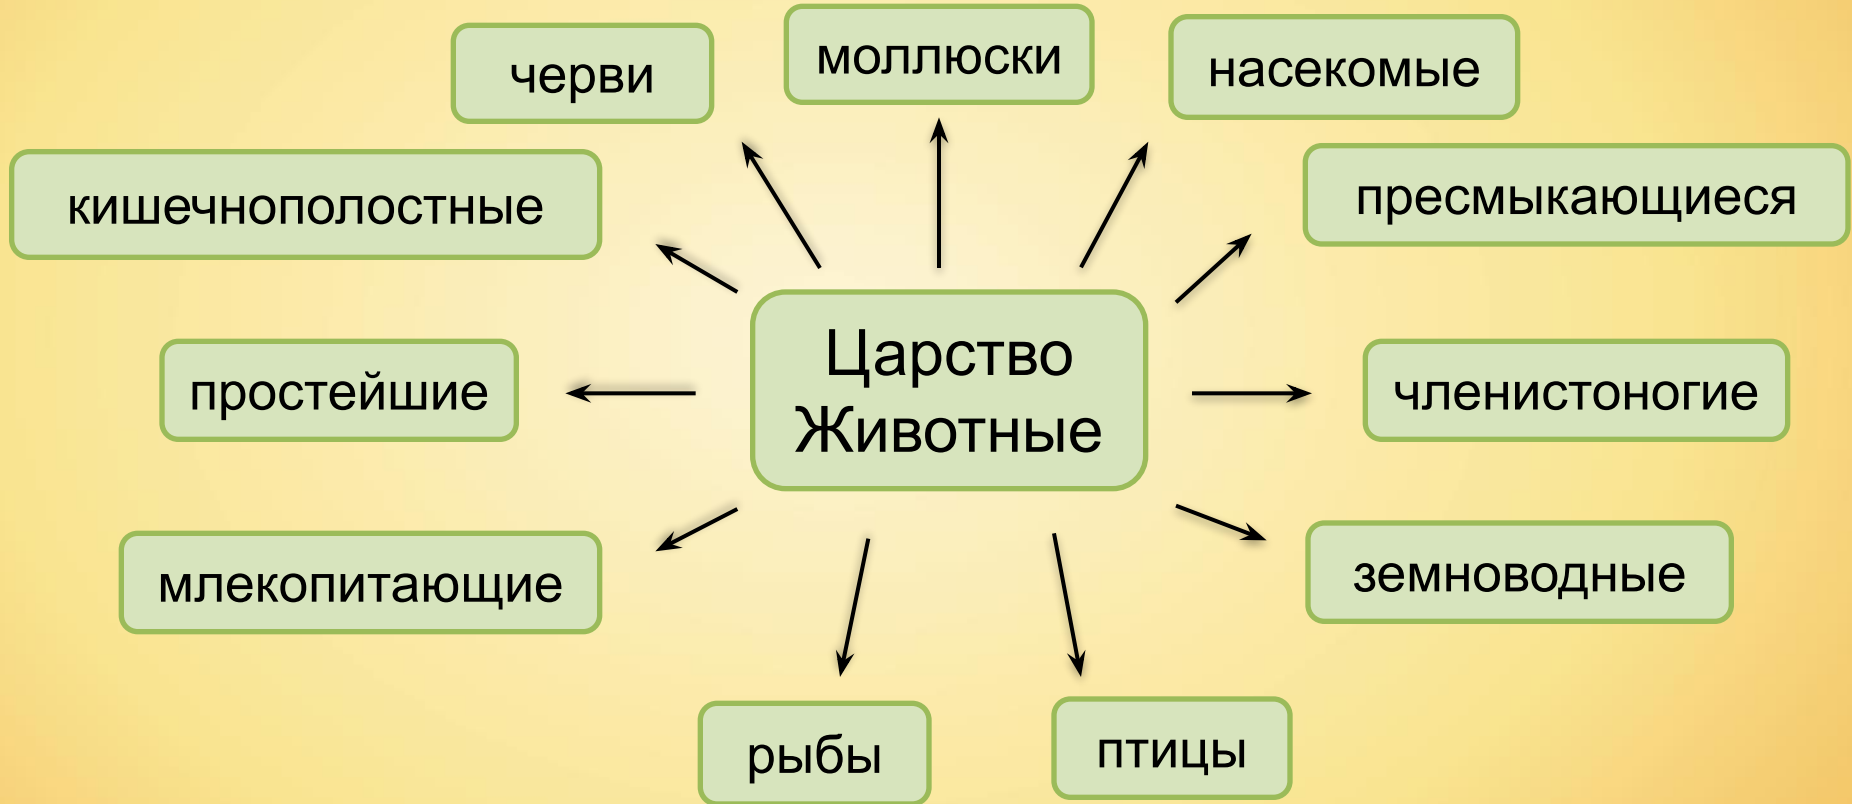 моллюски
черви
насекомые
кишечнополостные
пресмыкающиеся
Царство
Животные
простейшие
членистоногие
млекопитающие
земноводные
рыбы
птицы